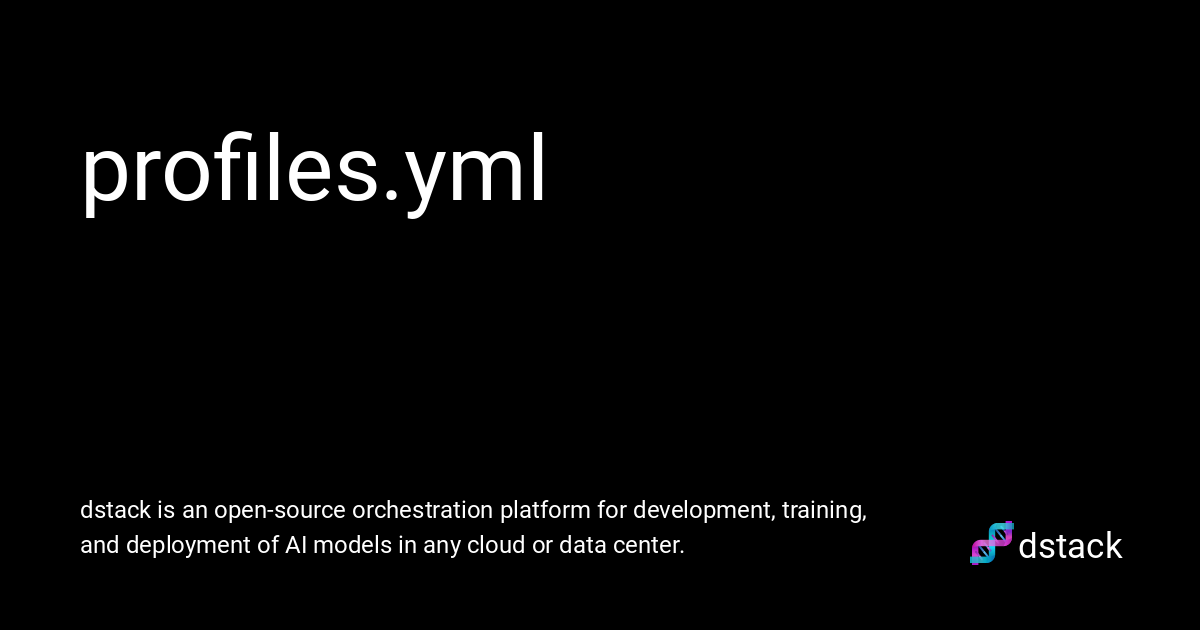 profiles.yml
dstack is an open-source orchestration platform for development, training,
and deployment of AI models in any cloud or data center.
dstack